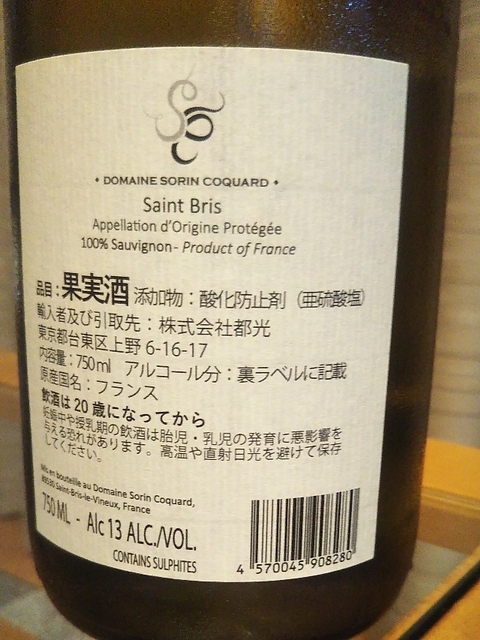 • DOMAINE SORIN COQUARD •
Saint Bris
Appellation d'Origine Protégée
100% Sauvignon - Product of France
品目：果実酒 添加物：酸化防止剤（亜硫酸塩）
輸入者及び引取先：株式会社都光
東京都台東区上野 6-16-17
内容量：750ml アルコール分：裏ラベルに記載
原産国名：フランス
飲酒は20歳になってから
妊娠中や授乳期の飲酒は胎児・乳児の発育に悪影響を
与える恐れがあります。高温や直射日光を避けて保存
してください。
Mis en bouteille au Domaine Sorin Coquard,
89530 Saint-Bris-le-Vineux, France
750 ML - Alc 13 ALC./VOL.
CONTAINS SULPHITES
4 570045 908280